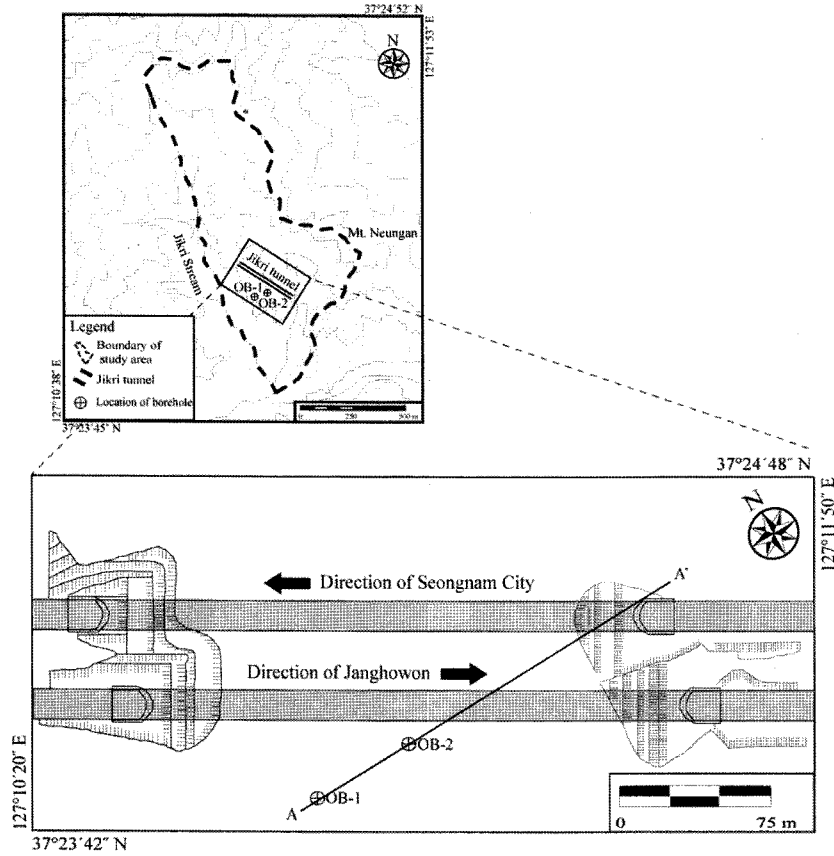 37°24´52˝ N
127°11´53˝ E
N
Mt. Neungan
Jikri Stream
Jikri tunnel
OB-1
OB-2
Legend
Boundary of
study area
Jikri tunnel
Location of borehole
0 250 500 m
127°10´38˝ E
37°23´45˝ N
37°24´48˝ N
127°11´50˝ E
N
A'
Direction of Seongnam City
Direction of Janghowon
OB-2
OB-1
A
0 75 m
127°10´20˝ E
37°23´42˝ N